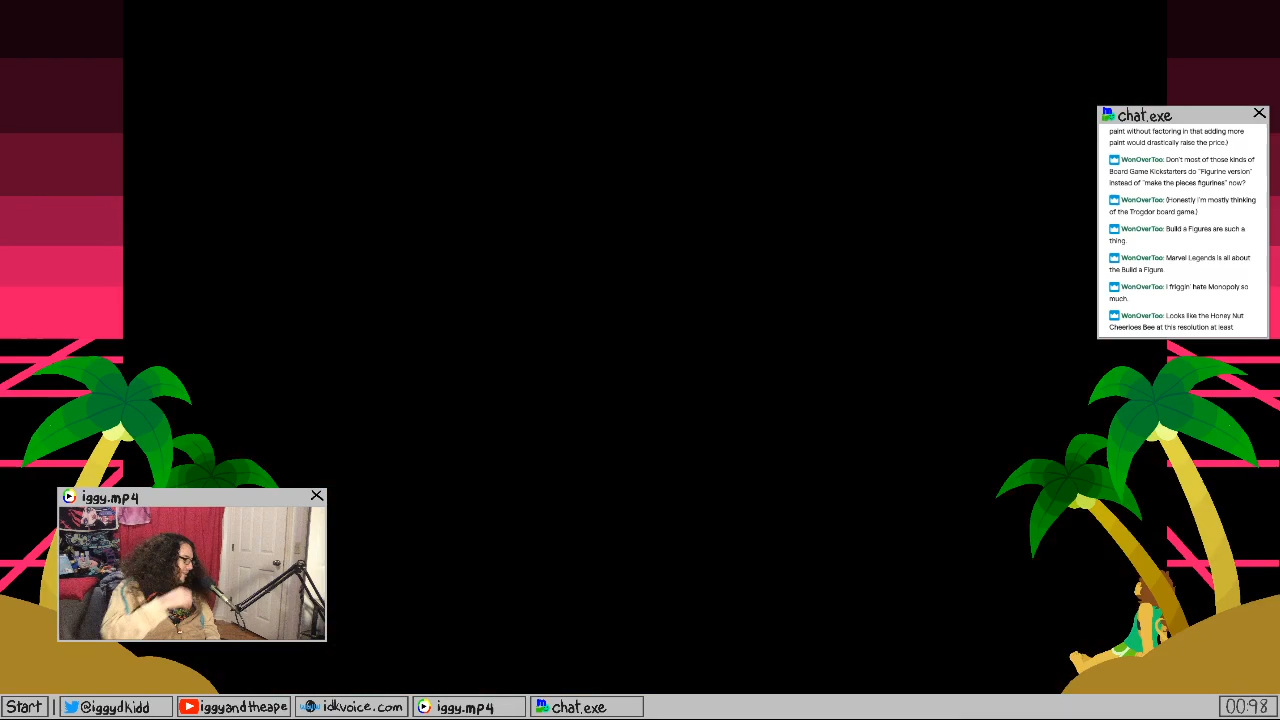 chat.exe
paint without factoring in that adding more
paint would drastically raise the price.)
WonOverToo: Don't most of those kinds of
Board Game Kickstarters do "Figurine version"
instead of "make the pieces figurines" now?
WonOverToo: (Honestly I'm mostly thinking
of the Trogdor board game.)
WonOverToo: Build a Figures are such a
thing.
WonOverToo: Marvel Legends is all about
the Build a Figure.
WonOverToo: I friggin' hate Monopoly so
much.
WonOverToo: Looks like the Honey Nut
Cheerioes Bee at this resolution at least
iggy.mp4
Start | @iggydkidd iggyandtheape www idkvoice.com iggy.mp4 chat.exe 00:98